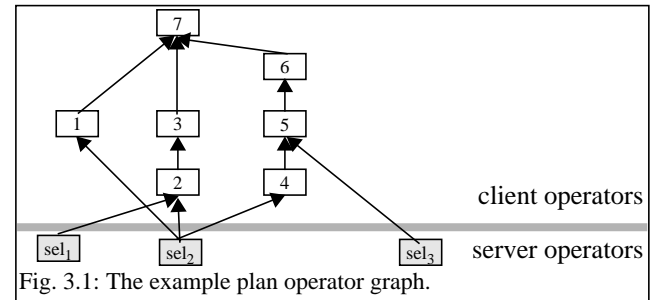 7
6
1 3 5
2 4
client operators
sel1 sel2 sel3 server operators
Fig. 3.1: The example plan operator graph.